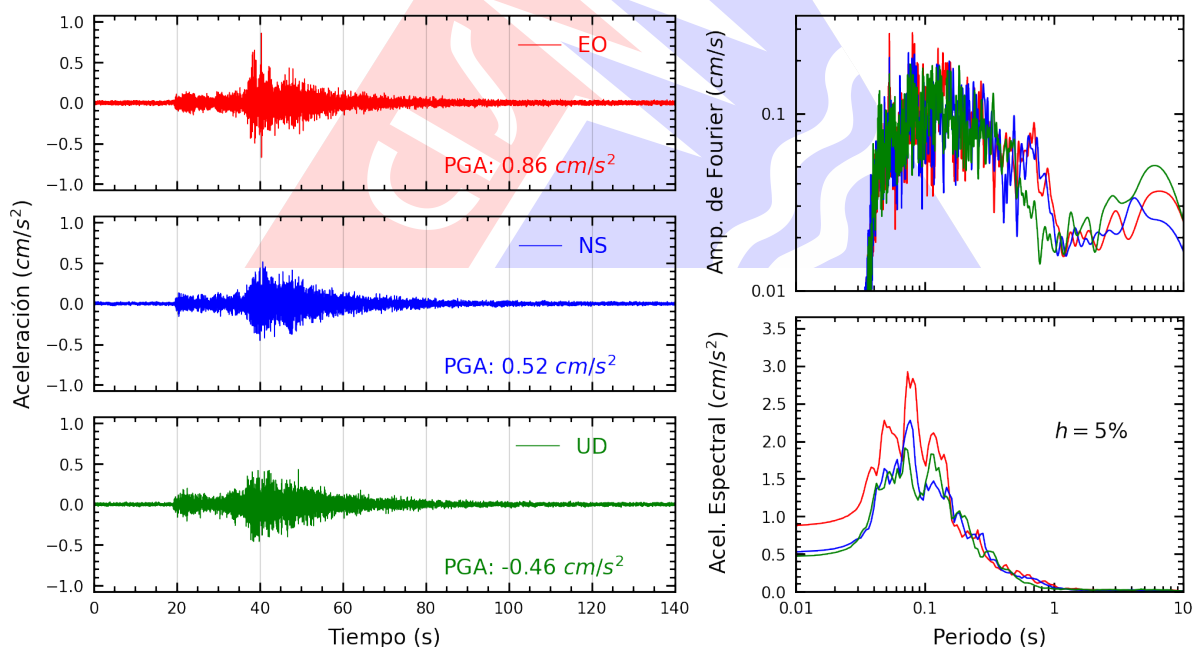 Aceleración (cm/s²)
1.0
0.5
0.0
−0.5
−1.0
EO
PGA: 0.86 cm/s²
1.0
0.5
0.0
−0.5
−1.0
NS
PGA: 0.52 cm/s²
1.0
0.5
0.0
−0.5
−1.0
UD
PGA: -0.46 cm/s²
0 20 40 60 80 100 120 140
Tiempo (s)
Amp. de Fourier (cm/s)
0.1
0.01
Acel. Espectral (cm/s²)
3.5
3.0
2.5
2.0
1.5
1.0
0.5
0.0
h = 5%
0.01 0.1 1 10
Periodo (s)